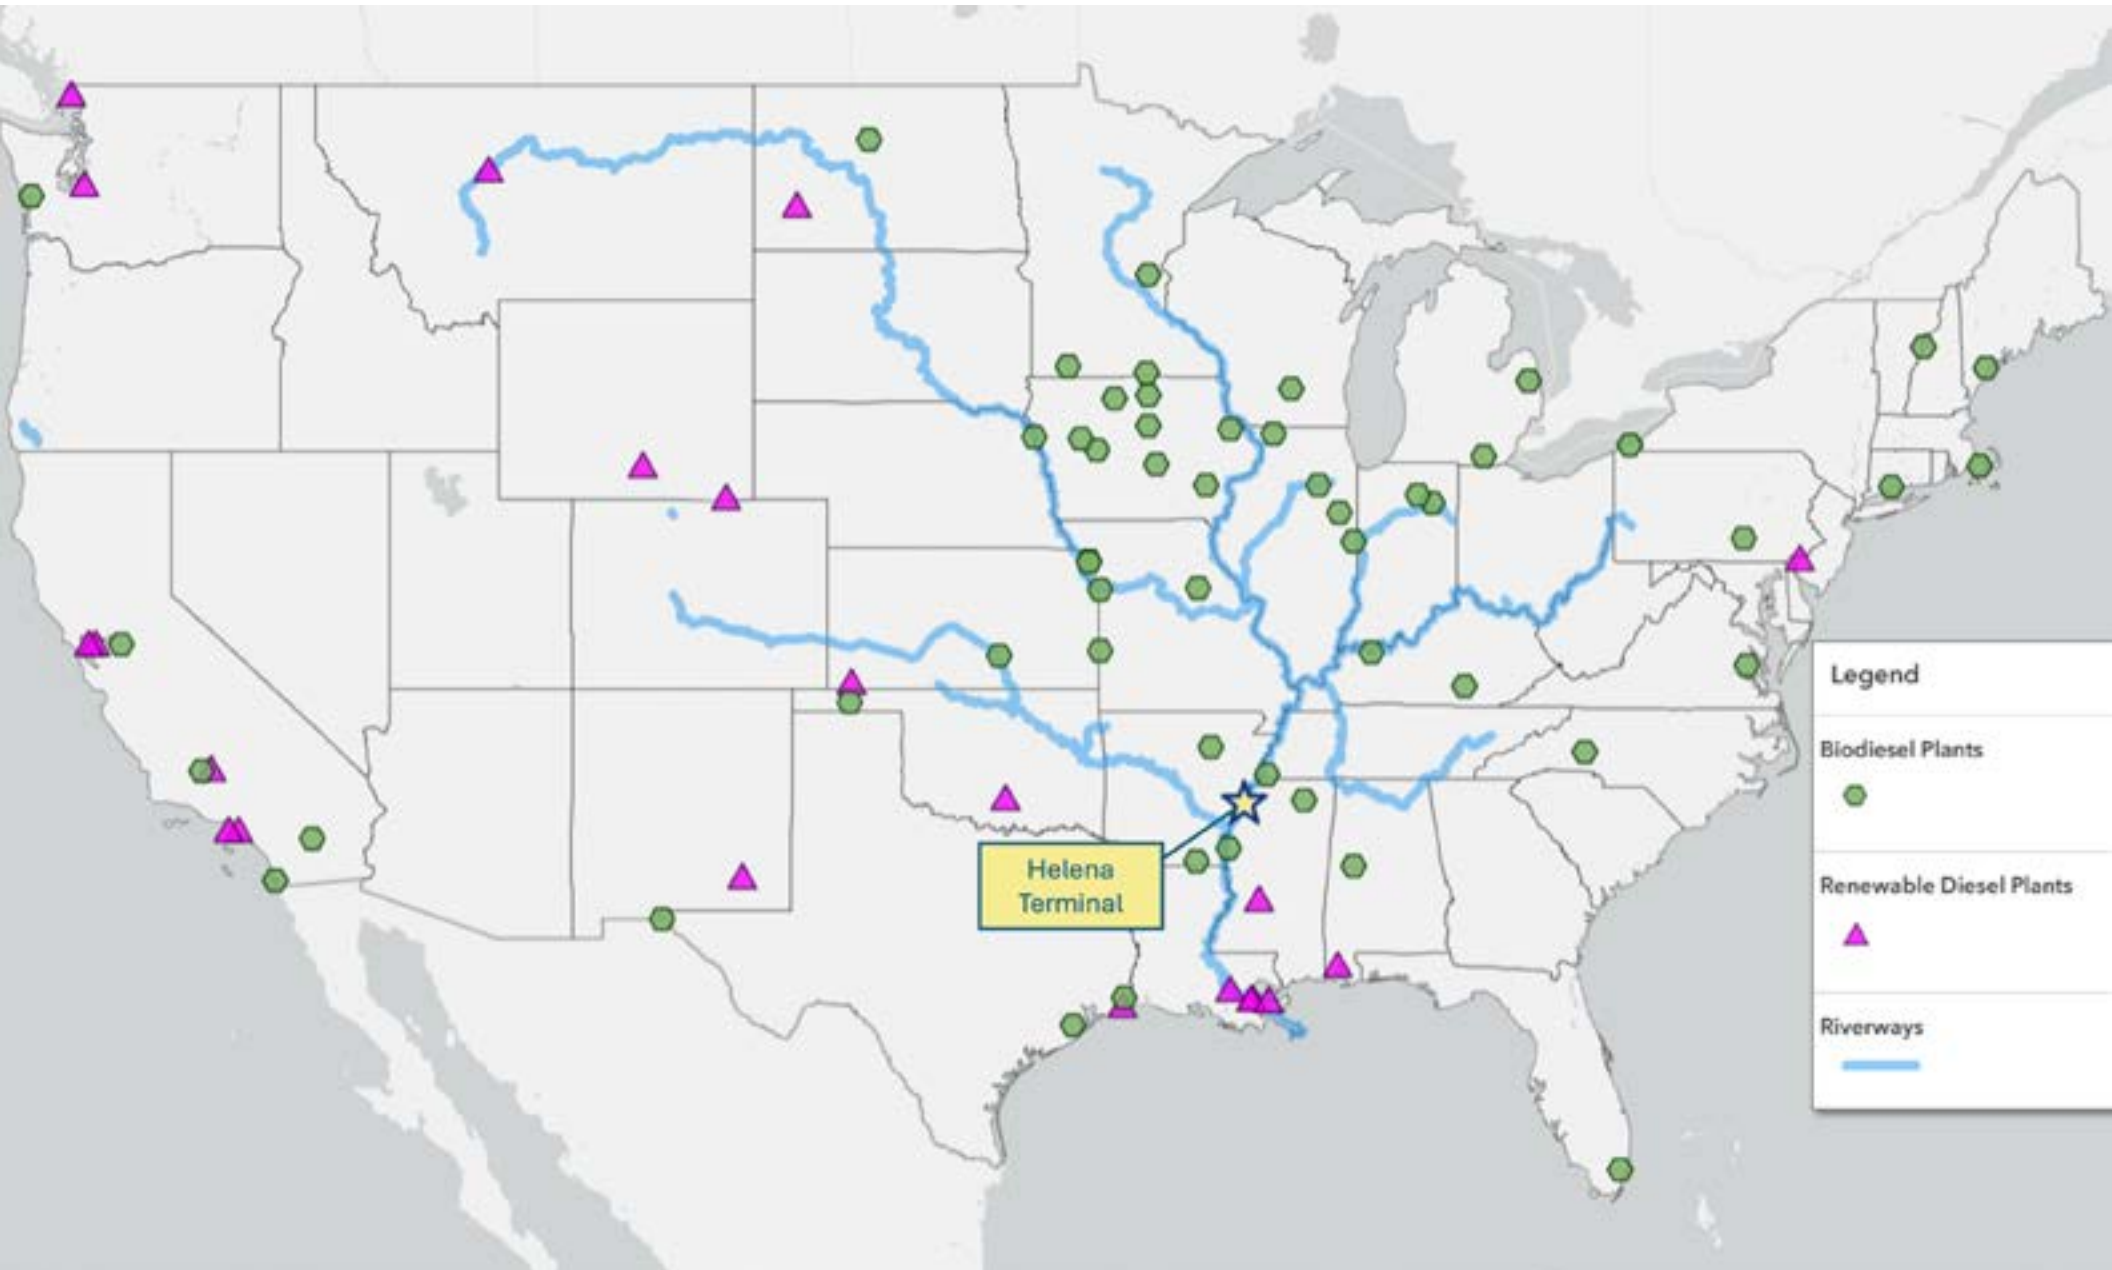 Helena
Terminal
Legend
Biodiesel Plants
Renewable Diesel Plants
Riverways